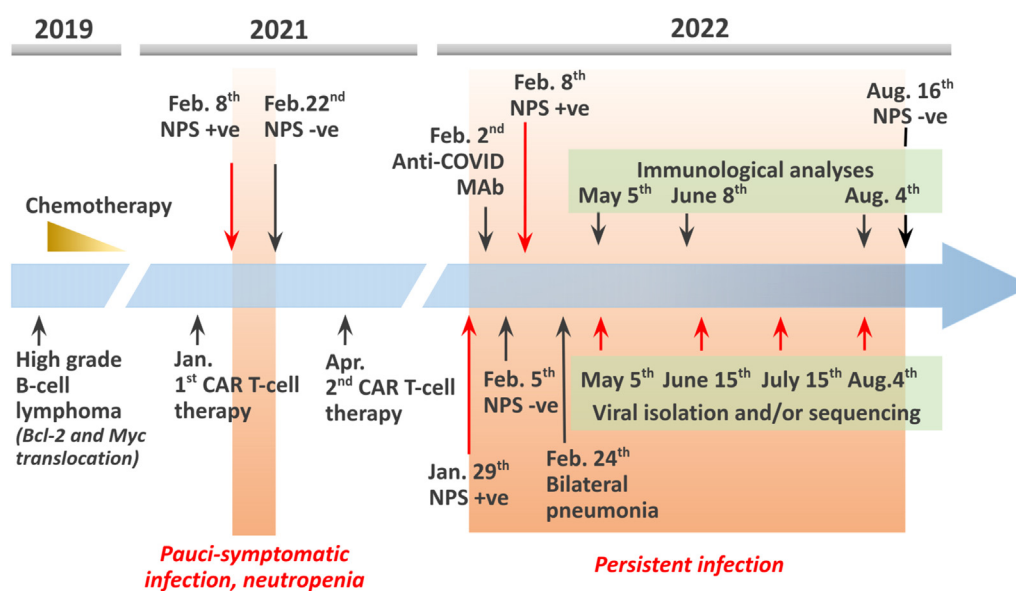 2019
2021
2022
Feb. 8th
NPS +ve
Feb.22nd
NPS -ve
Feb. 2nd
Anti-COVID
MAb
Feb. 8th
NPS +ve
Aug. 16th
NPS -ve
Immunological analyses
May 5th
June 8th
Aug. 4th
Chemotherapy
High grade
B-cell
lymphoma
(Bcl-2 and Myc
translocation)
Jan.
1st CAR T-cell
therapy
Apr.
2nd CAR T-cell
therapy
Jan. 29th
NPS +ve
Feb. 5th
NPS -ve
Feb. 24th
Bilateral
pneumonia
May 5th
June 15th
July 15th
Aug.4th
Viral isolation and/or sequencing
Pauci-symptomatic
infection, neutropenia
Persistent infection